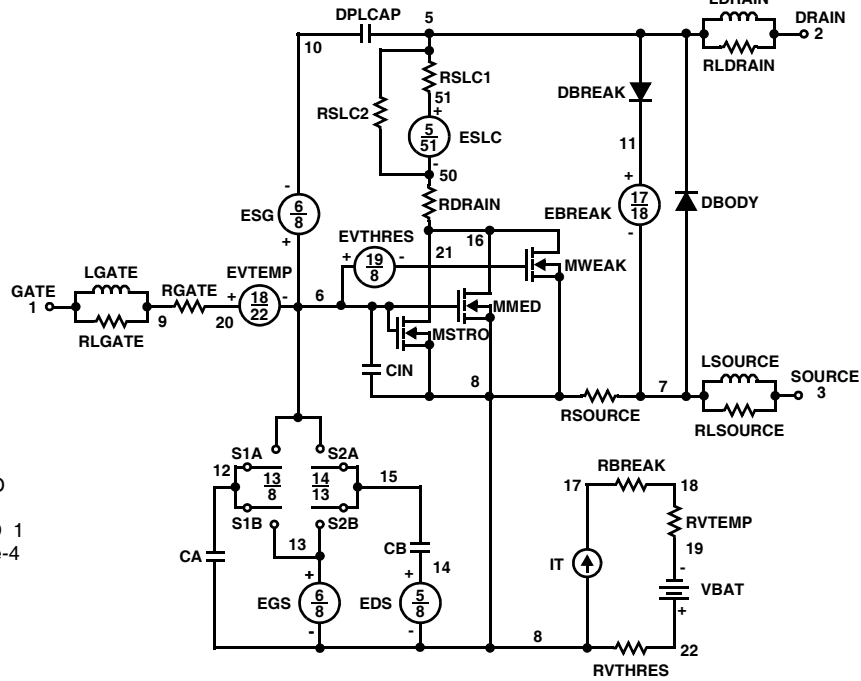 LDRAIN
DPLCAP
5
DRAIN
2
10
RLDRAIN
RSLC1
DBREAK
51
+
RSLC2
5
51
ESLC
11
-
50
-
+
RDRAIN
17
18
DBODY
ESG
6
8
EBREAK
+
EVTHRES
-
16
+
19
8
-
21
MWEAK
LGATE
EVTEMP
GATE
1
RGATE
+
18
22
-
6
MMED
9
20
MSTRO
RLGATE
LSOURCE
CIN
8
7
SOURCE
3
RSOURCE
RLSOURCE
S1A
S2A
12
13
8
14
13
15
RBREAK
17
18
S1B
S2B
RVTEMP
13
CB
19
CA
14
IT
-
+
+
VBAT
EGS
6
8
EDS
5
8
+
-
-
8
22
RVTHRES
1
e-4